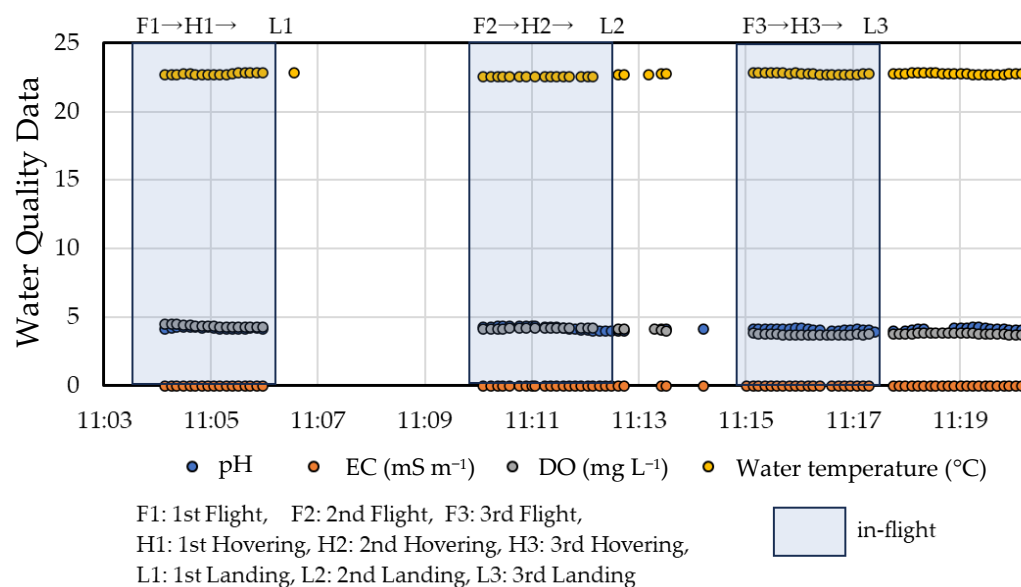 F1→H1→ L1 F2→H2→ L2 F3→H3→ L3
25
20
15
10
5
0
Water Quality Data
11:03 11:05 11:07 11:09 11:11 11:13 11:15 11:17 11:19
pH EC (mS m⁻¹) DO (mg L⁻¹) Water temperature (°C)
F1: 1st Flight, F2: 2nd Flight, F3: 3rd Flight,
H1: 1st Hovering, H2: 2nd Hovering, H3: 3rd Hovering,
L1: 1st Landing, L2: 2nd Landing, L3: 3rd Landing
in-flight